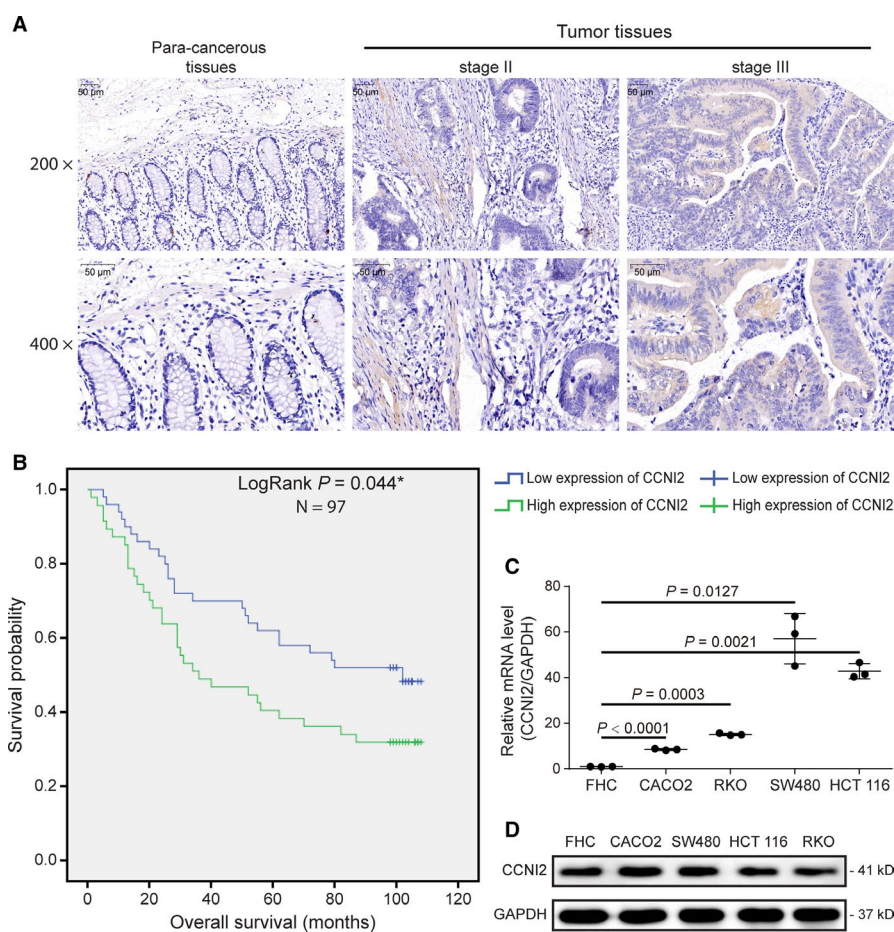 A
Para-cancerous
tissues
Tumor tissues
stage II
stage III
200 ×
50 μm
50 μm
50 μm
400 ×
50 μm
50 μm
50 μm
B
LogRank P = 0.044*
N = 97
Survival probability
1.0
0.8
0.6
0.4
0.2
0.0
0 20 40 60 80 100 120
Overall survival (months)
Low expression of CCNI2 Low expression of CCNI2
High expression of CCNI2 High expression of CCNI2
C
Relative mRNA level
(CCNI2/GAPDH)
80
60
40
20
0
P = 0.0127
P = 0.0021
P = 0.0003
P < 0.0001
FHC CACO2 RKO SW480 HCT 116
D
FHC CACO2 SW480 HCT 116 RKO
CCNI2 - 41 kD
GAPDH - 37 kD